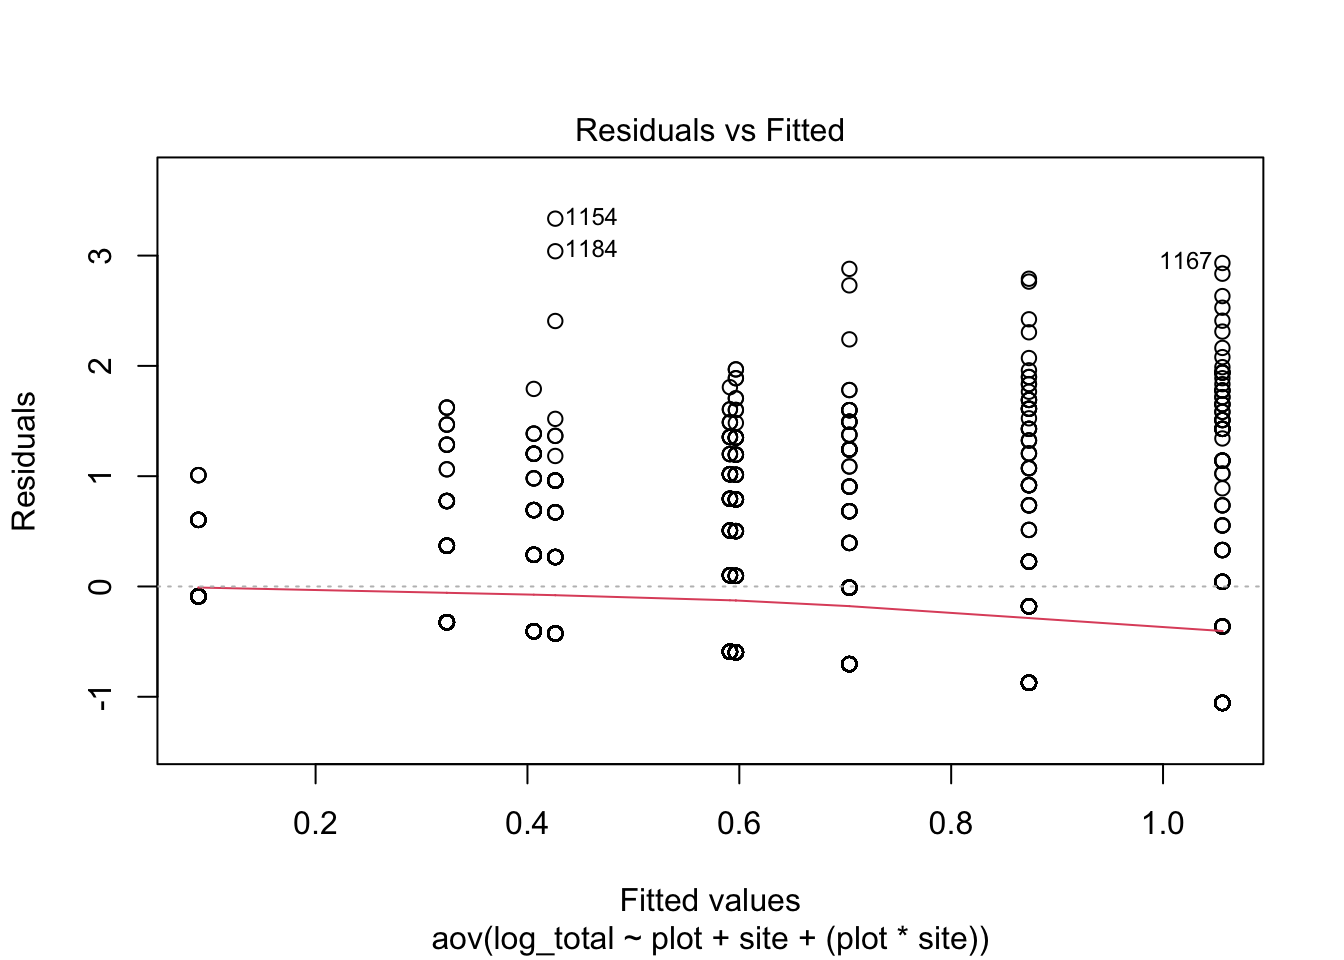 Residuals vs Fitted
1154
1184
1167
3
2
1
0
-1
Residuals
0.2 0.4 0.6 0.8 1.0
Fitted values
aov(log_total ~ plot + site + (plot * site))